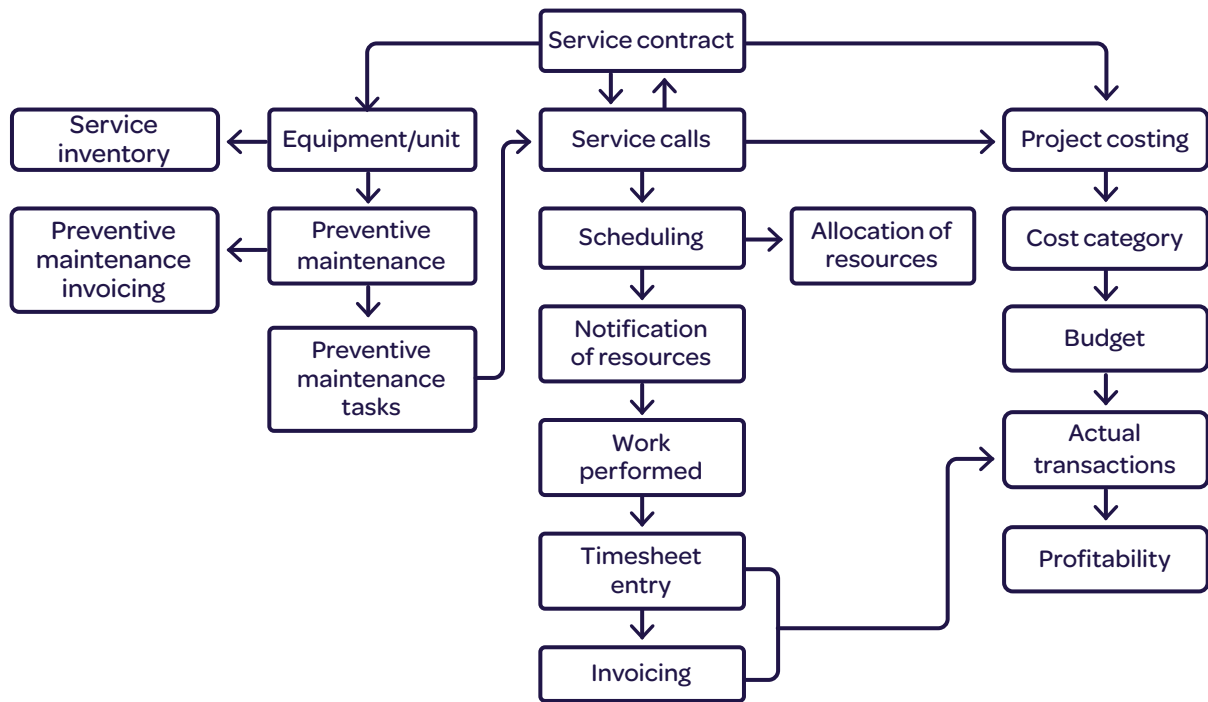 Service contract
Service
inventory
Equipment/unit
Service calls
Project costing
Preventive
maintenance
invoicing
Preventive
maintenance
Scheduling
Allocation of
resources
Cost category
Preventive
maintenance
tasks
Notification
of resources
Budget
Work
performed
Actual
transactions
Timesheet
entry
Profitability
Invoicing